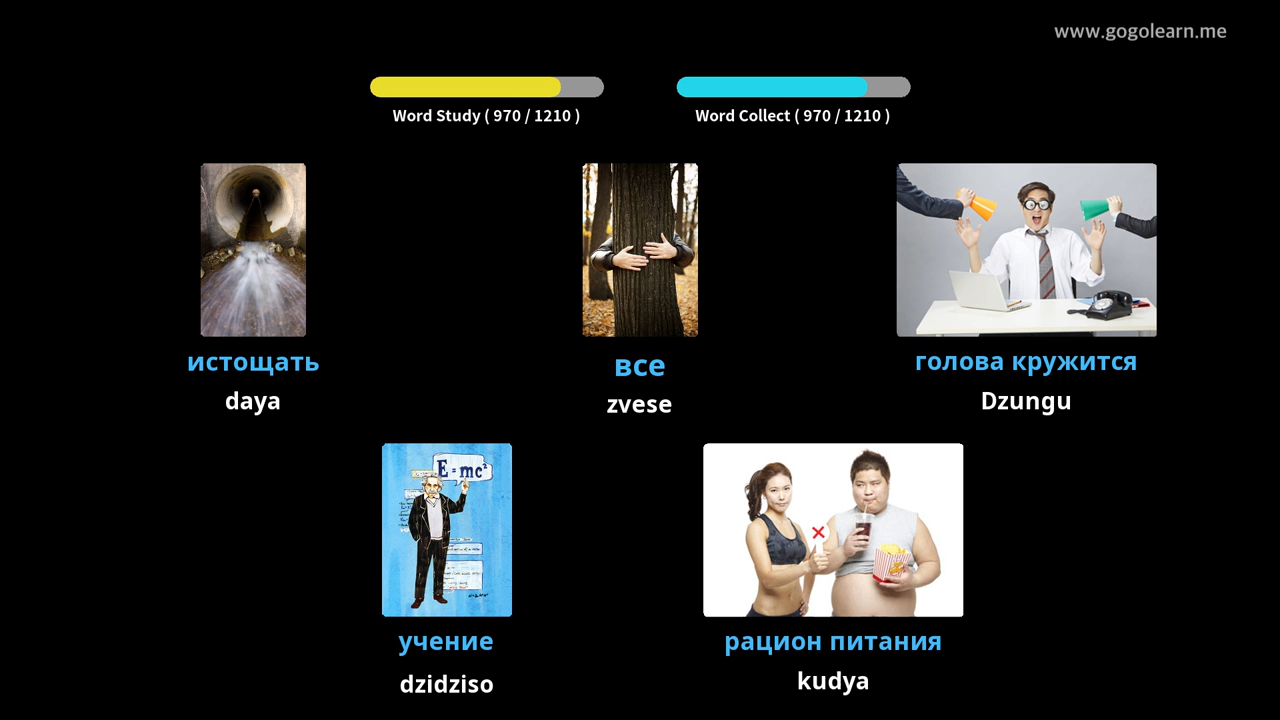 www.gogolearn.me
Word Study ( 970 / 1210 )
Word Collect ( 970 / 1210 )
истощать
daya
все
zvese
голова кружится
Dzungu
E=mc²
учение
dzidziso
рацион питания
kudya